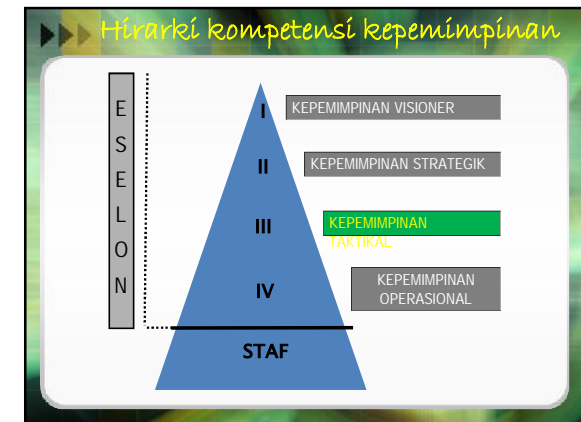 Hirarki kompetensi kepemimpinan
E
S
E
L
O
N
I
KEPEMIMPINAN VISIONER
II
KEPEMIMPINAN STRATEGIK
III
KEPEMIMPINAN
TAKTIKAL
IV
KEPEMIMPINAN
OPERASIONAL
STAF